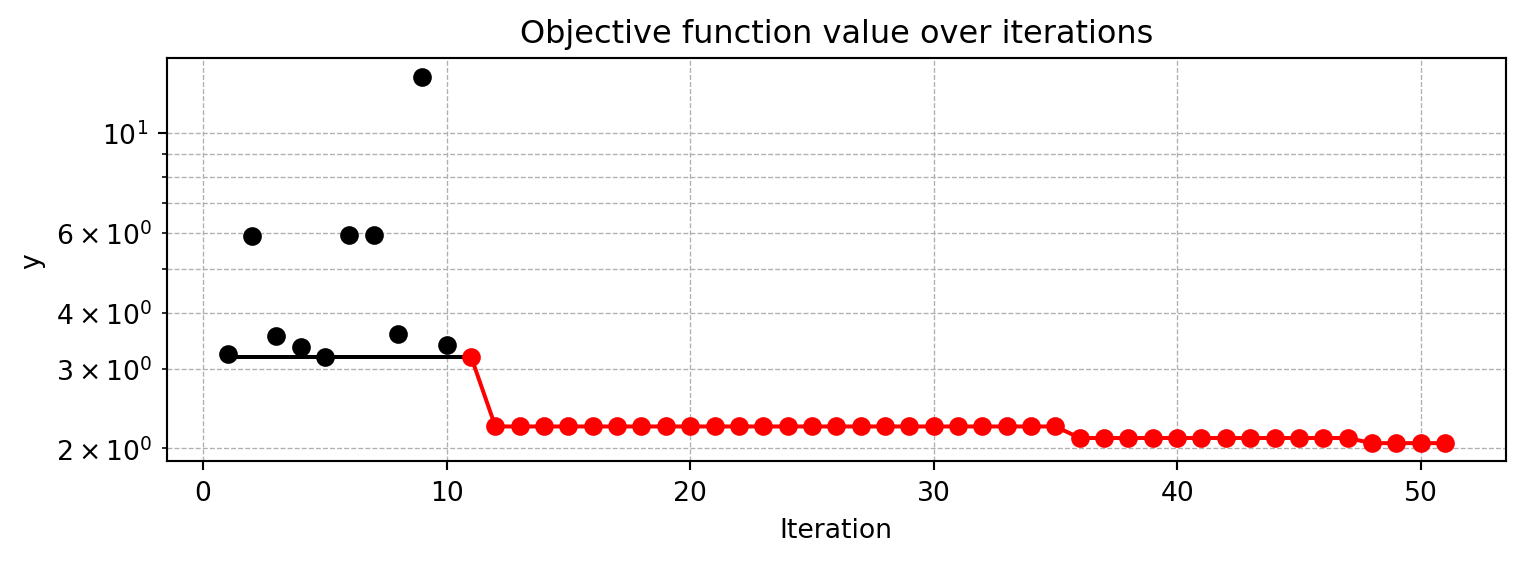 Objective function value over iterations
10¹
6 × 10⁰
4 × 10⁰
3 × 10⁰
2 × 10⁰
y
0 10 20 30 40 50
Iteration